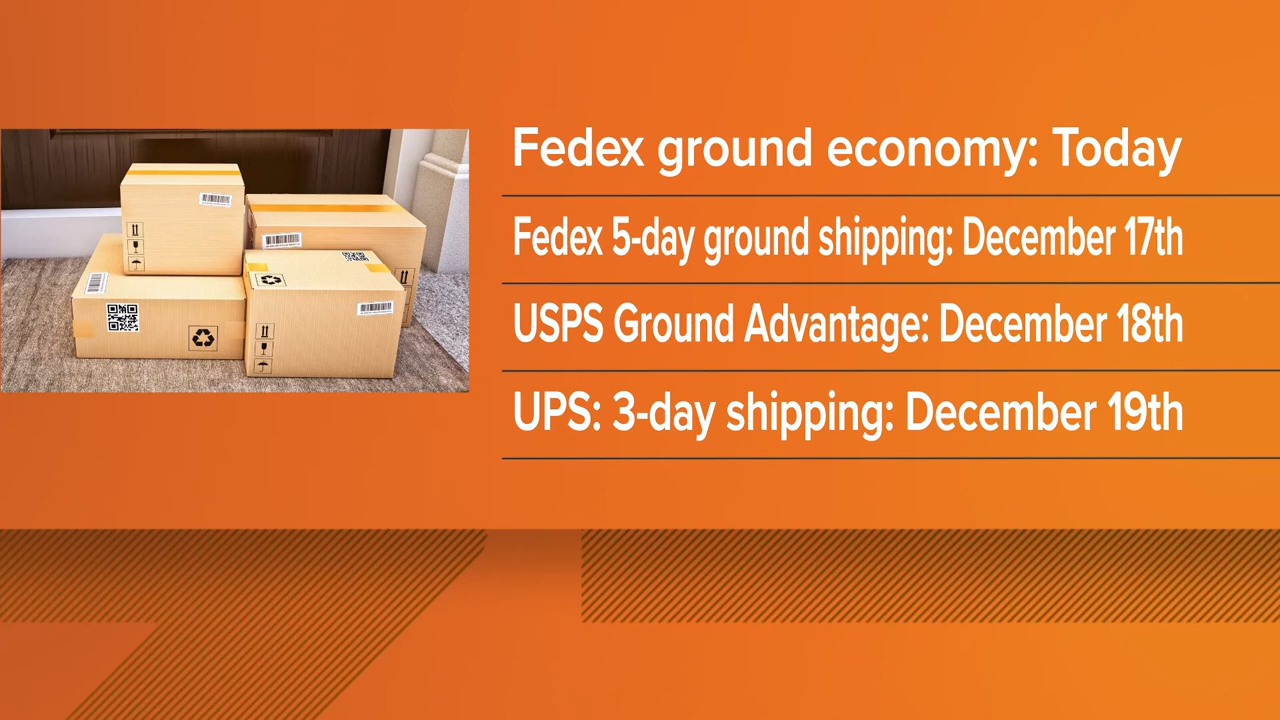 Fedex ground economy: Today
Fedex 5-day ground shipping: December 17th
USPS Ground Advantage: December 18th
UPS: 3-day shipping: December 19th